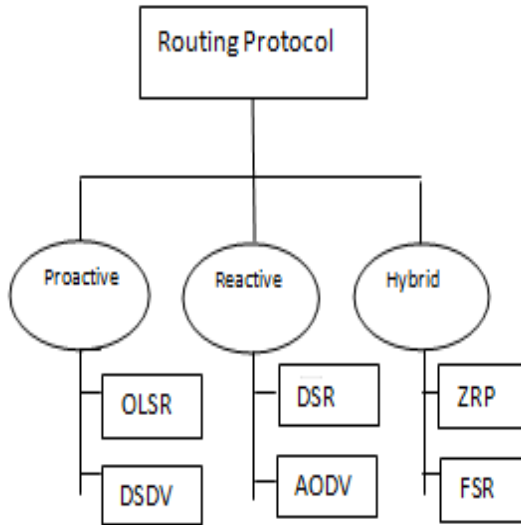 Routing Protocol
Proactive
Reactive
Hybrid
OLSR
DSR
ZRP
DSDV
AODV
FSR